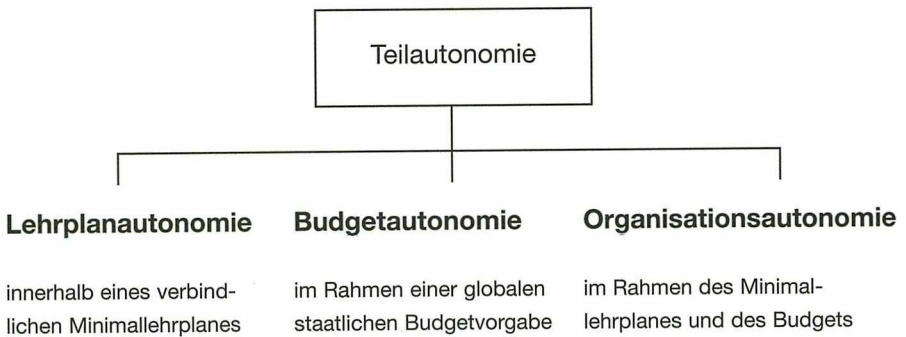 Teilautonomie
Lehrplanautonomie
innerhalb eines verbind-
lichen Minimallehrplanes
Budgetautonomie
im Rahmen einer globalen
staatlichen Budgetvorgabe
Organisationsautonomie
im Rahmen des Minimal-
lehrplanes und des Budgets